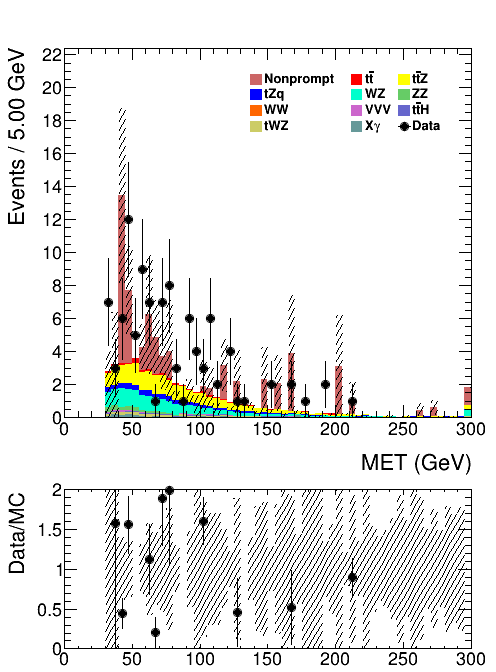 Events / 5.00 GeV
22
20
18
16
14
12
10
8
6
4
2
0
Nonprompt tt̄ tt̄Z
tZq WZ ZZ
WW VVV tt̄H
tWZ Xγ Data
0 50 100 150 200 250 300
MET (GeV)
Data/MC
2
1.5
1
0.5
0
0 50 100 150 200 250 300